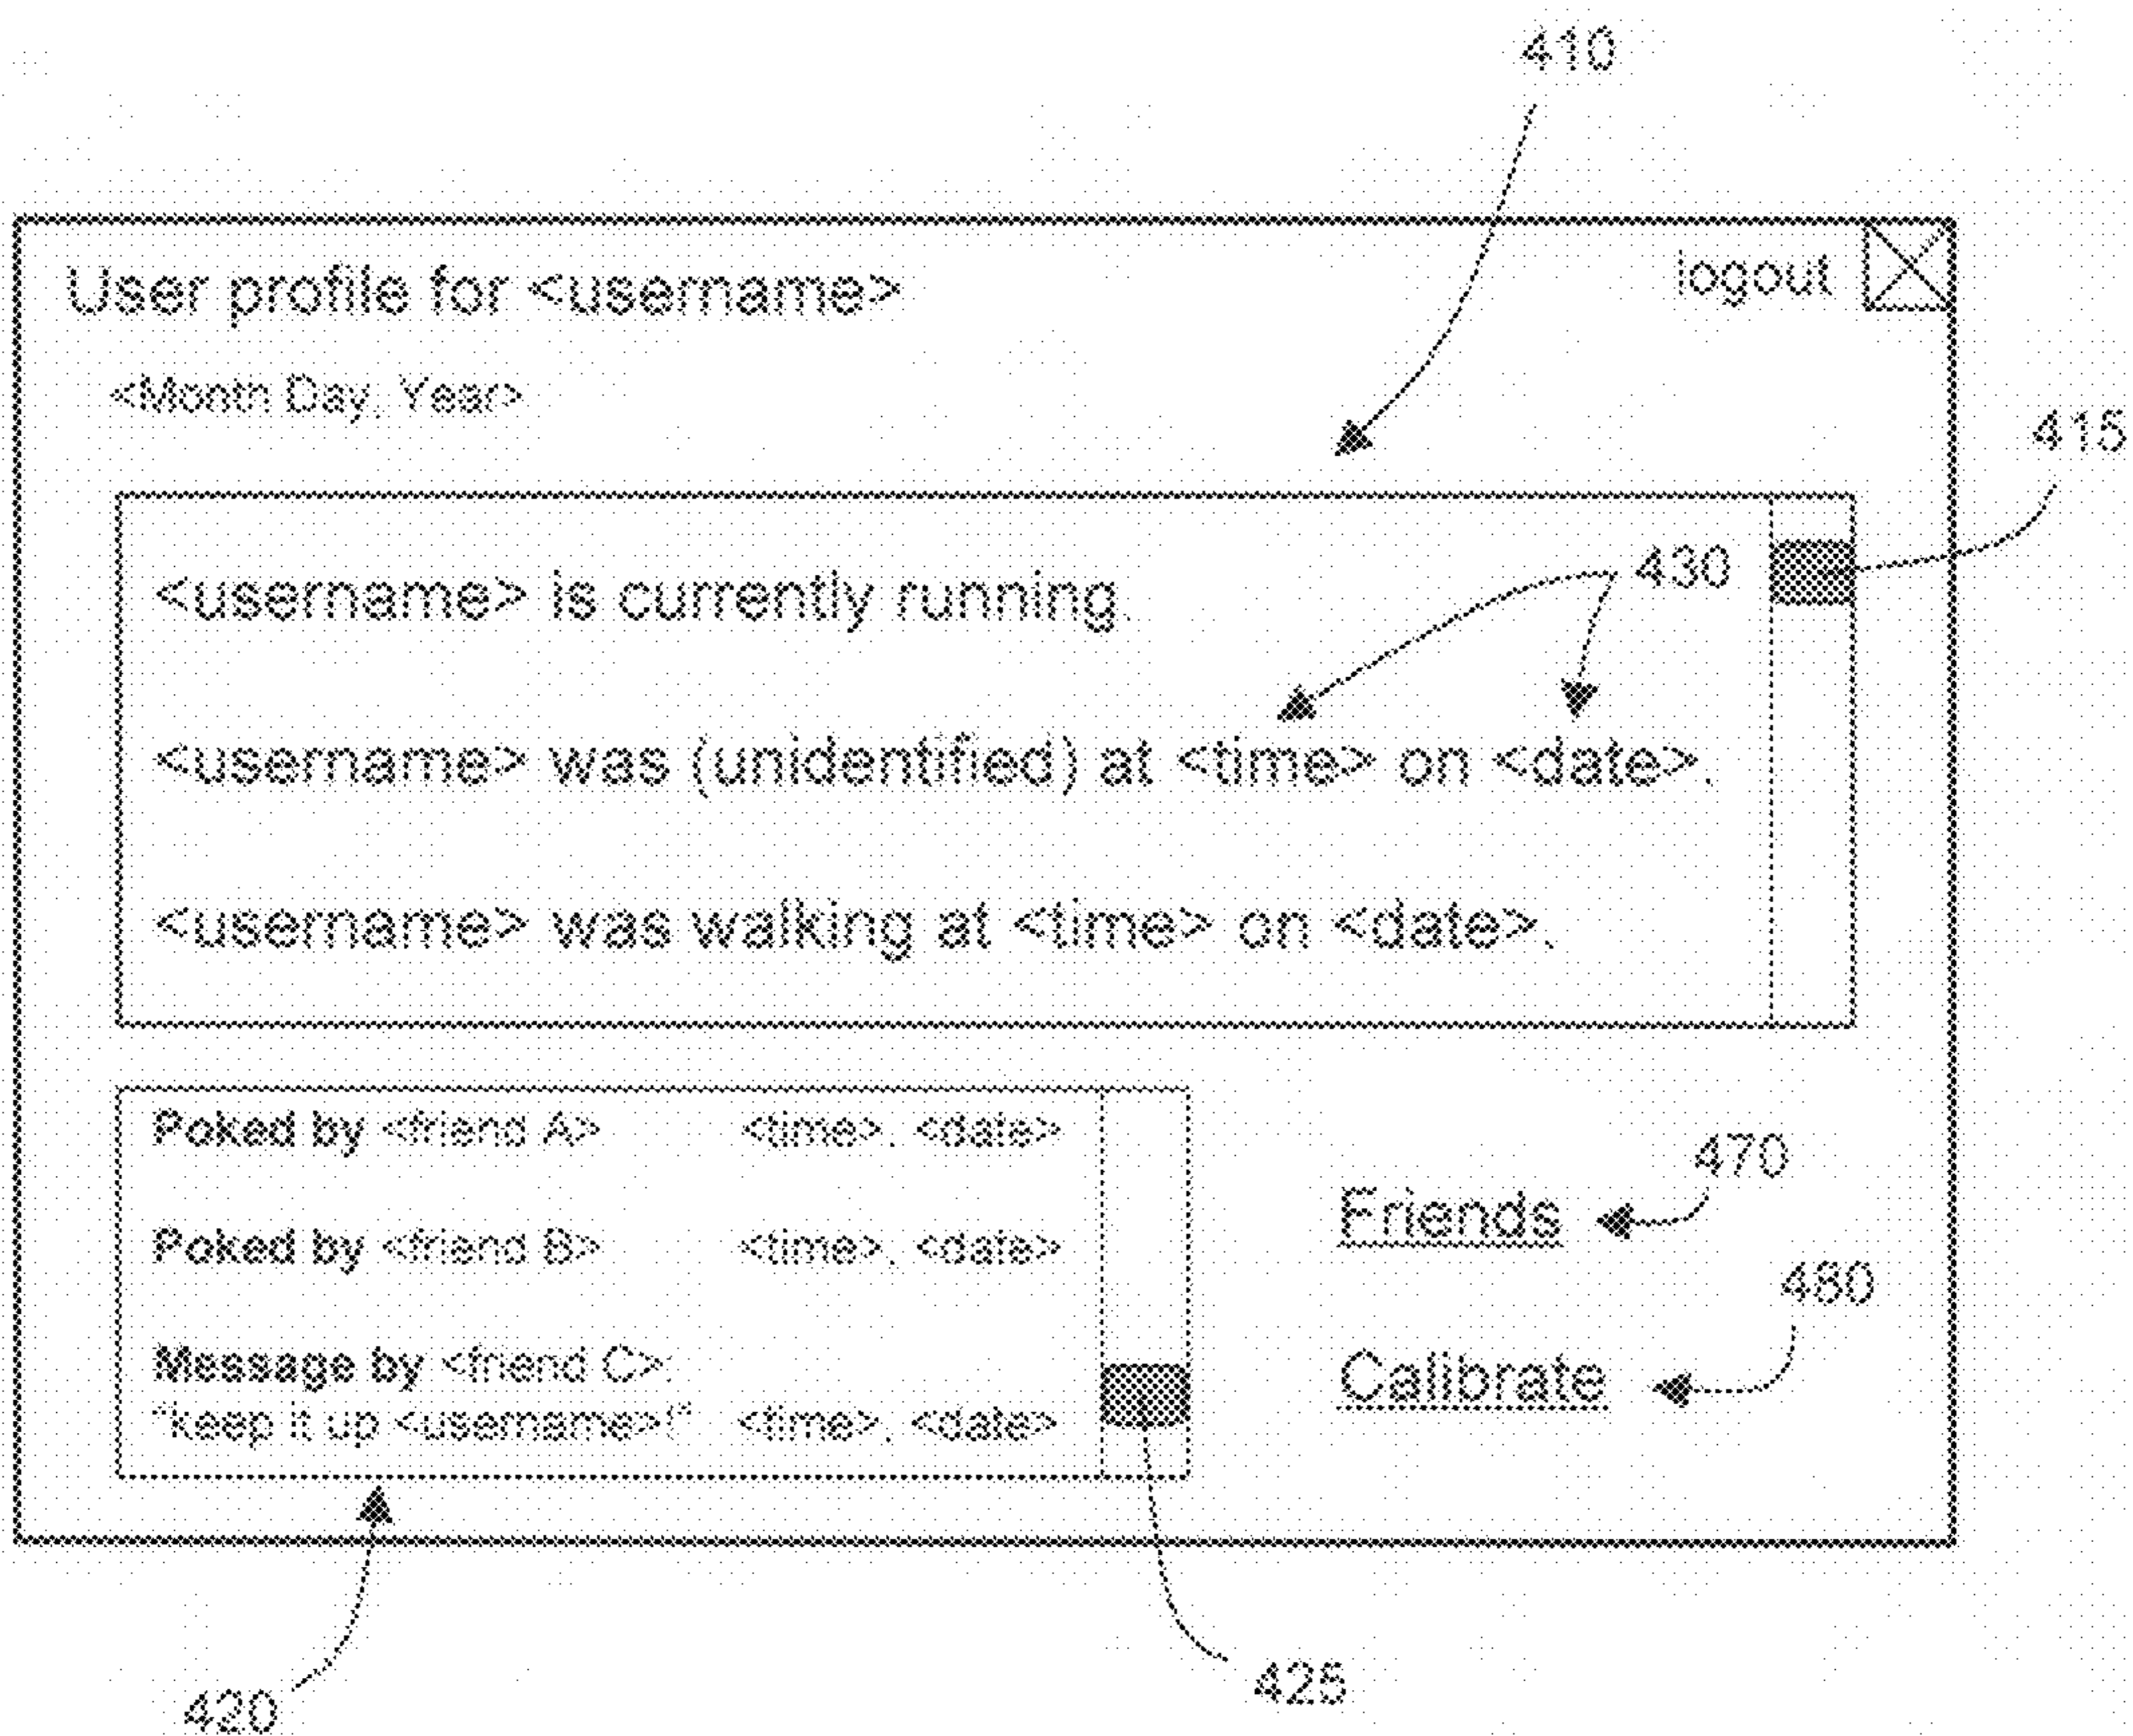 410
User profile for <username>
logout
<Month Day, Year>
415
<username> is currently running.
430
<username> was (unidentified) at <time> on <date>.
<username> was walking at <time> on <date>.
Poked by <friend A> <time>, <date>
470
Friends
Poked by <friend B> <time>, <date>
480
Message by <friend C>:
Calibrate
"keep it up <username>!" <time>, <date>
425
420